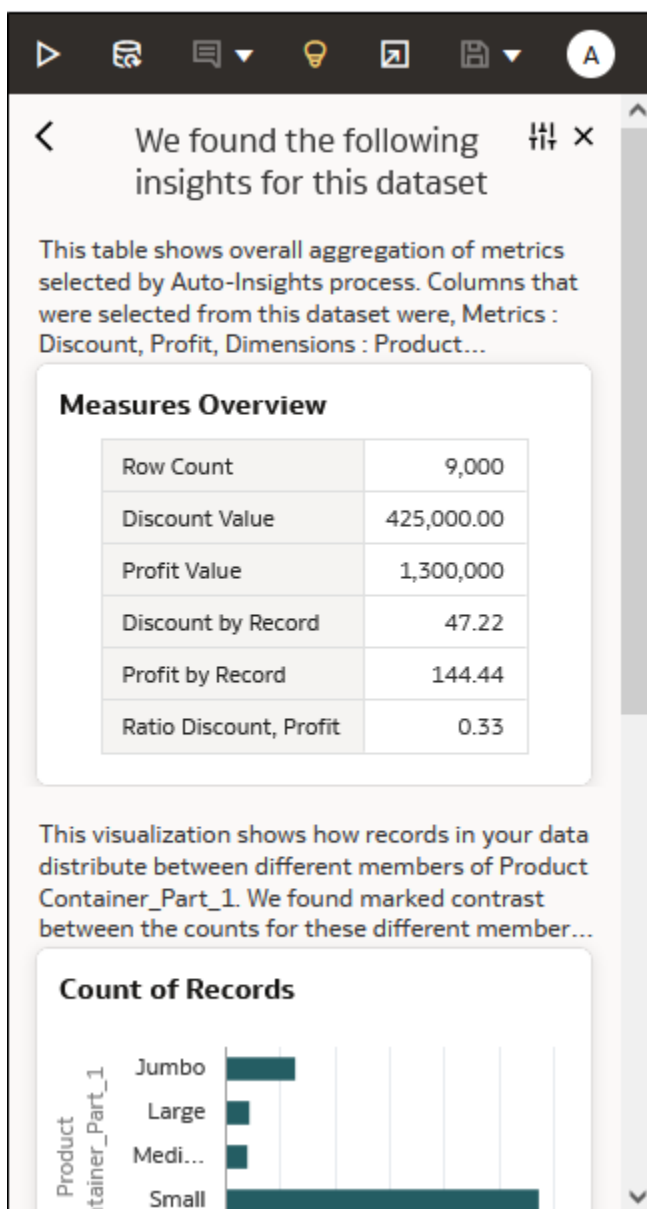 A
We found the following
insights for this dataset
This table shows overall aggregation of metrics
selected by Auto-Insights process. Columns that
were selected from this dataset were, Metrics :
Discount, Profit, Dimensions : Product...
Measures Overview
Row Count 9,000
Discount Value 425,000.00
Profit Value 1,300,000
Discount by Record 47.22
Profit by Record 144.44
Ratio Discount, Profit 0.33
This visualization shows how records in your data
distribute between different members of Product
Container_Part_1. We found marked contrast
between the counts for these different member...
Count of Records
Product
tainer_Part_1
Jumbo
Large
Medi...
Small